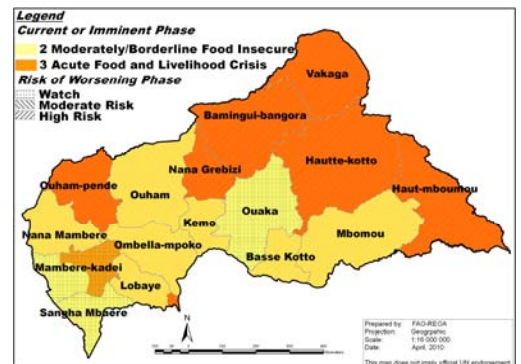 Legend
Current or Imminent Phase
2 Moderately/Borderline Food Insecure
3 Acute Food and Livelihood Crisis
Risk of Worsening Phase
Watch
Moderate Risk
High Risk
Vakaga
Bamingui-bangora
Nana Grebizi
Hautte-kotto
Ouham-pende
Ouham
Haut-mboumou
Kemo
Ouaka
Nana Mambere
Ombella-mpoko
Mbomou
Mambere-kadei
Basse Kotto
Lobaye
Sangha Mbaere
N
Prepared by: FAO-REOA
Projection: Geogrpahic
Scale: 1:16 000 000
Date: April, 2010
This map does not imply official UN endorsement